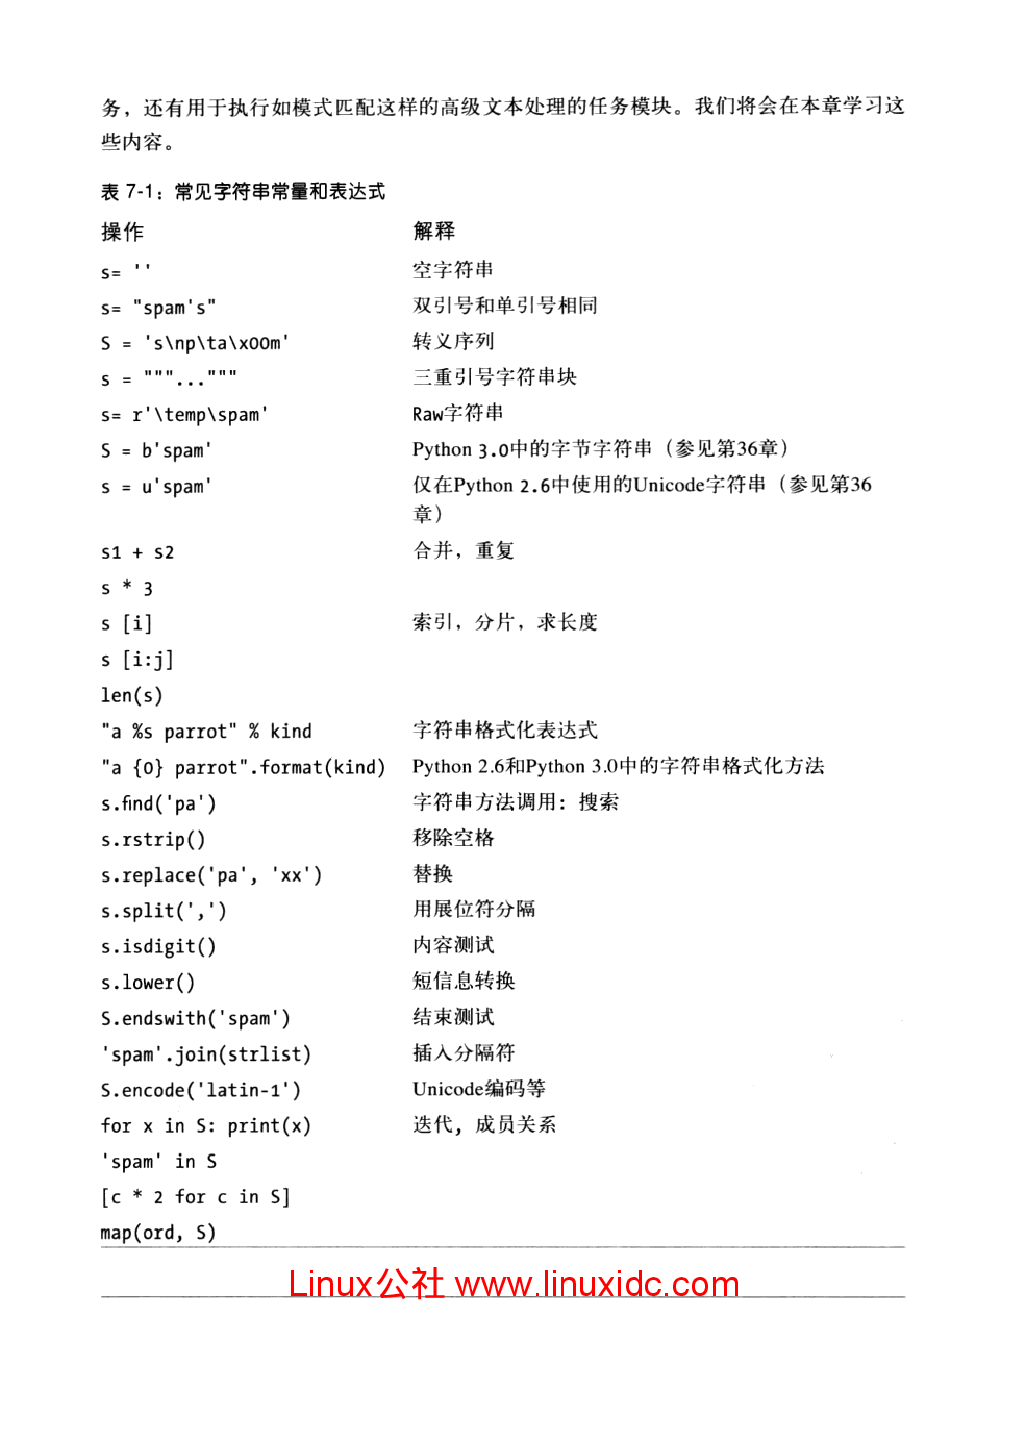 务，还有用于执行如模式匹配这样的高级文本处理的任务模块。我们将会在本章学习这
些内容。
表 7-1：常见字符串常量和表达式
操作 解释
s= '' 空字符串
s= "spam's" 双引号和单引号相同
S = 's\np\ta\x00m' 转义序列
s = """...""" 三重引号字符串块
s= r'\temp\spam' Raw字符串
S = b'spam' Python 3.0中的字节字符串（参见第36章）
s = u'spam' 仅在Python 2.6中使用的Unicode字符串（参见第36
章）
s1 + s2 合并，重复
s * 3
s [i] 索引，分片，求长度
s [i:j]
len(s)
"a %s parrot" % kind 字符串格式化表达式
"a {0} parrot".format(kind) Python 2.6和Python 3.0中的字符串格式化方法
s.find('pa') 字符串方法调用：搜索
s.rstrip() 移除空格
s.replace('pa', 'xx') 替换
s.split(',') 用展位符分隔
s.isdigit() 内容测试
s.lower() 短信息转换
S.endswith('spam') 结束测试
'spam'.join(strlist) 插入分隔符
S.encode('latin-1') Unicode编码等
for x in S: print(x) 迭代，成员关系
'spam' in S
[c * 2 for c in S]
map(ord, S)
Linux公社 www.linuxidc.com